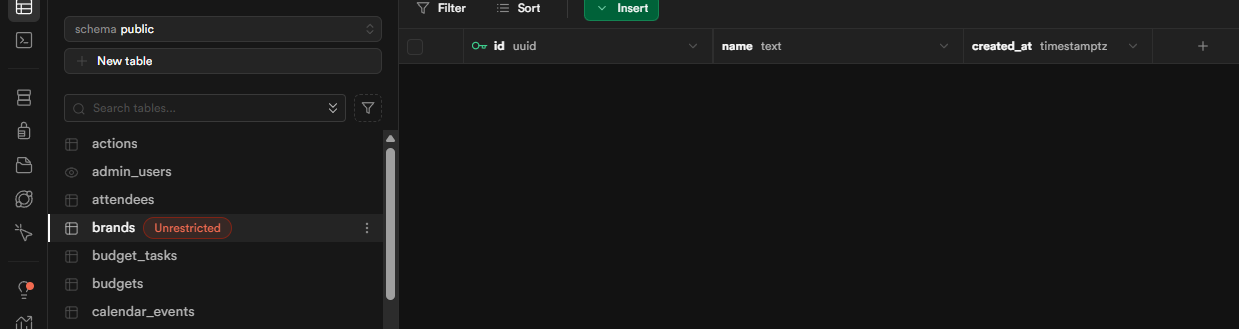 Filter Sort Insert
schema public
New table
id uuid name text created_at timestamptz
Search tables...
actions
admin_users
attendees
brands Unrestricted
budget_tasks
budgets
calendar_events